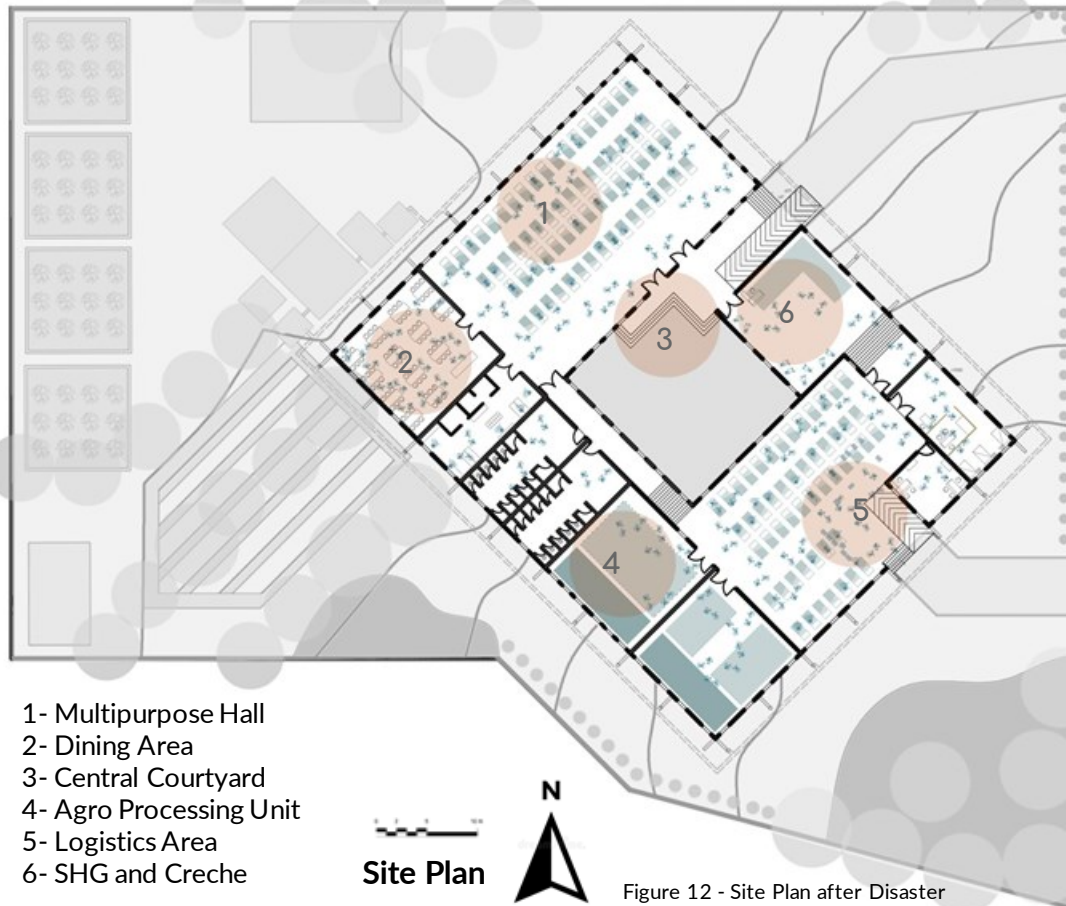 1
2
3
6
5
4
1- Multipurpose Hall
2- Dining Area
3- Central Courtyard
4- Agro Processing Unit
5- Logistics Area
6- SHG and Creche
Site Plan
N
Figure 12 - Site Plan after Disaster